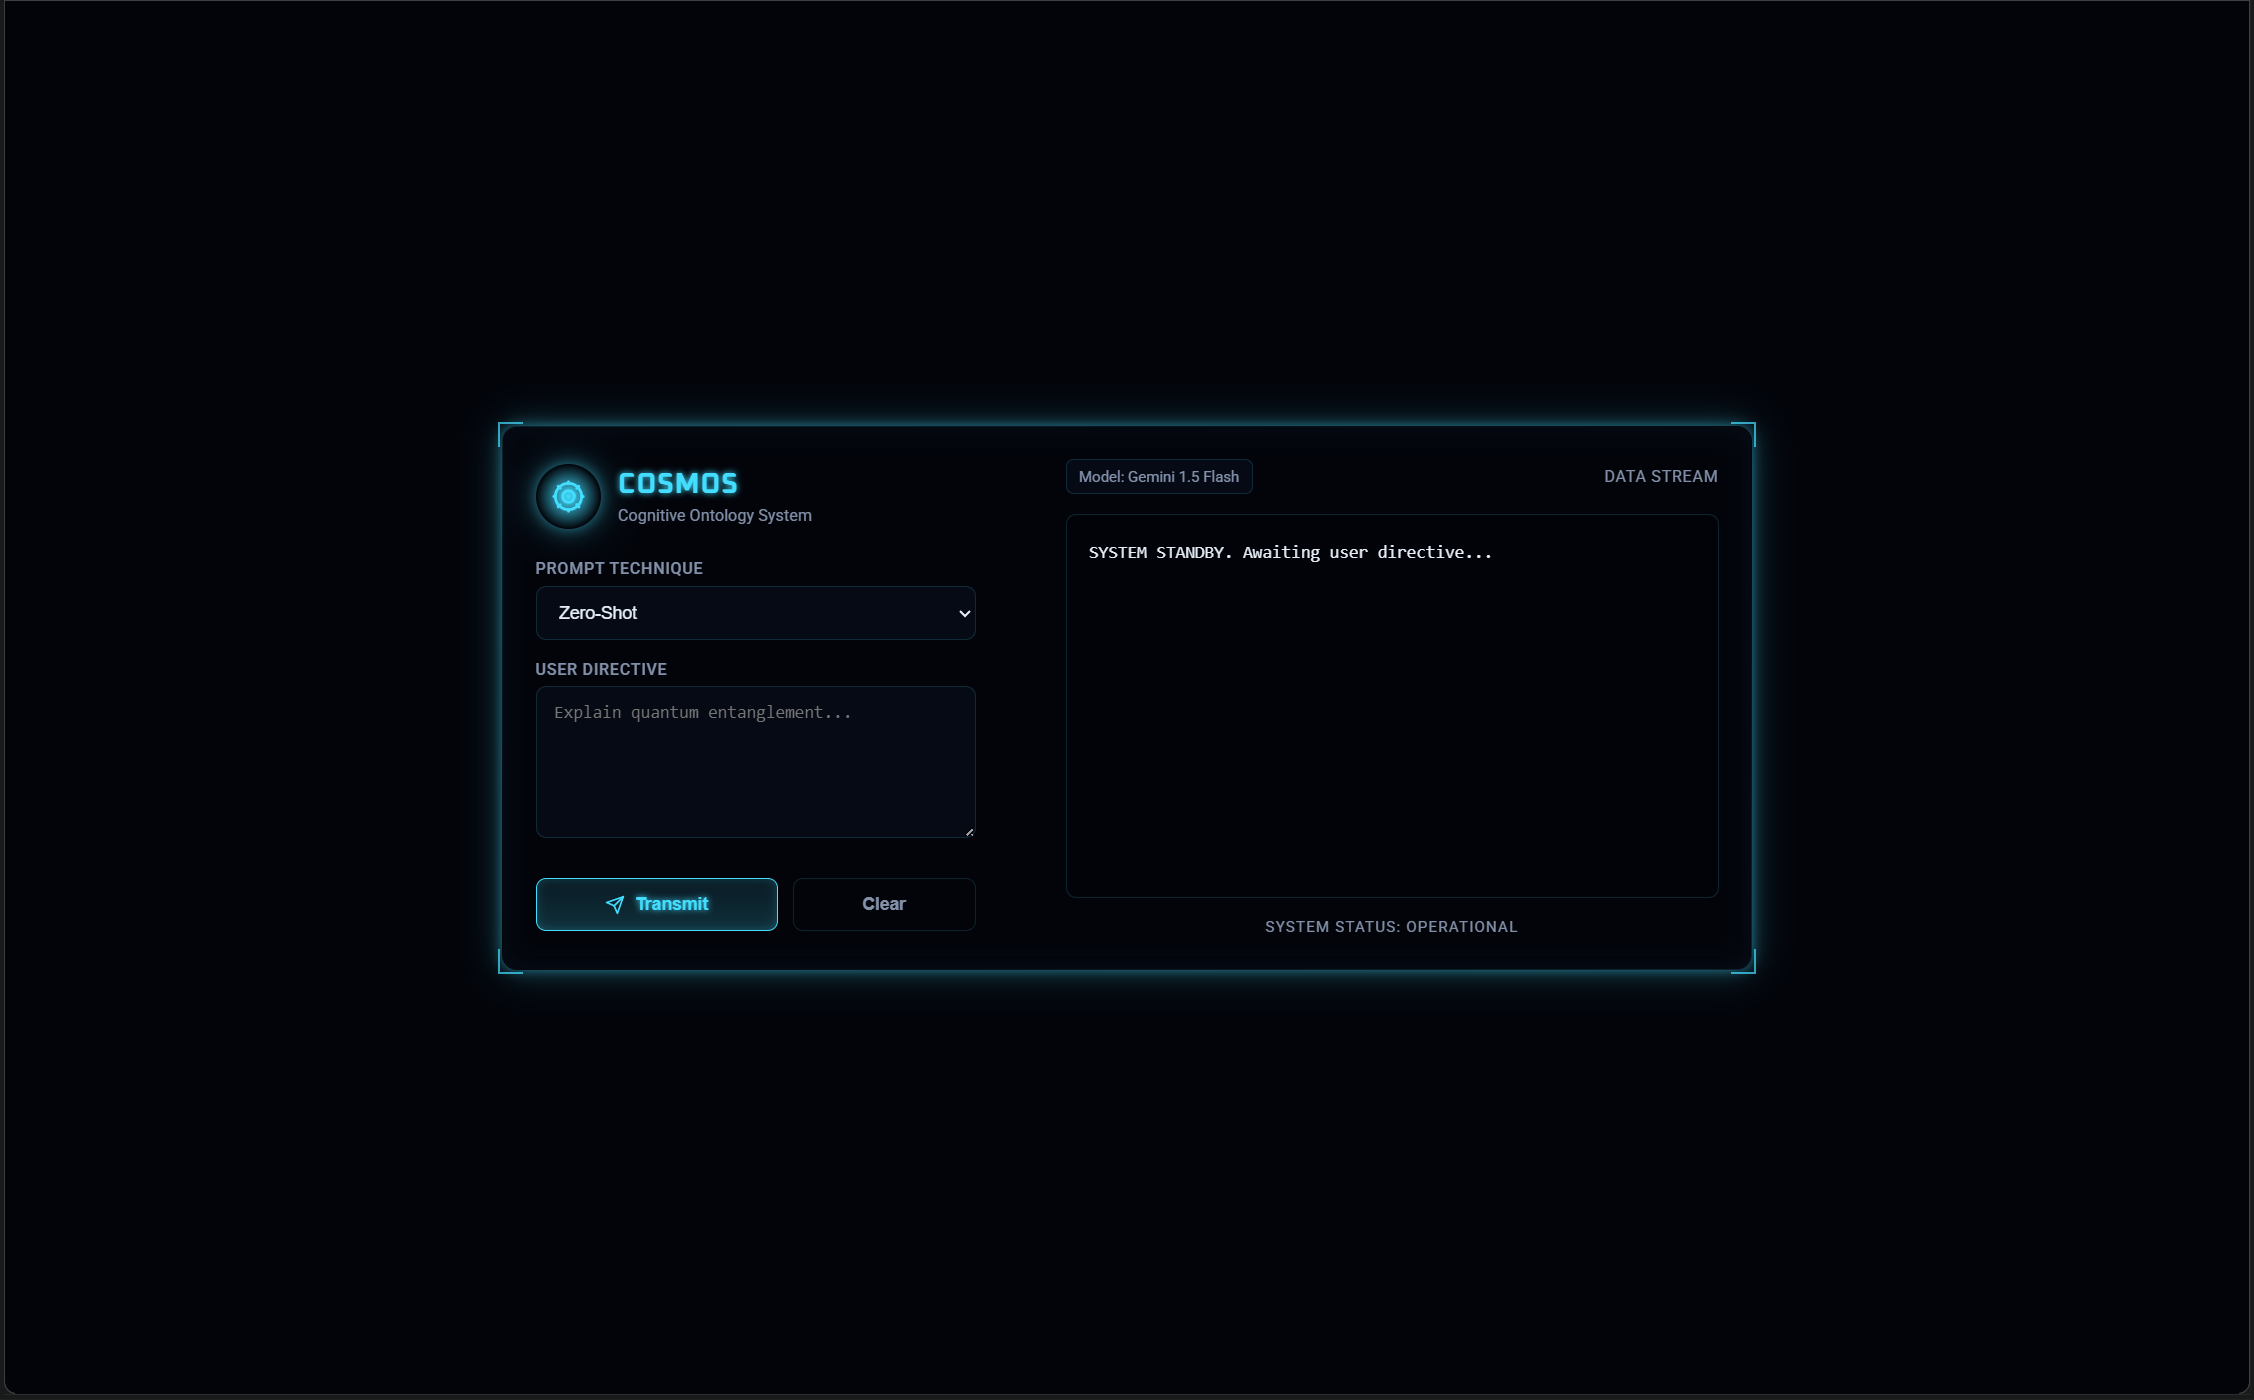 COSMOS
Cognitive Ontology System
PROMPT TECHNIQUE
Zero-Shot
USER DIRECTIVE
Explain quantum entanglement...
Transmit
Clear
Model: Gemini 1.5 Flash
DATA STREAM
SYSTEM STANDBY. Awaiting user directive...
SYSTEM STATUS: OPERATIONAL